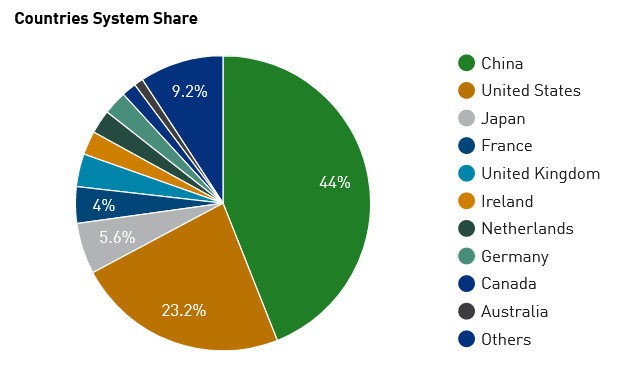 Countries System Share
9.2%
44%
4%
5.6%
23.2%
China
United States
Japan
France
United Kingdom
Ireland
Netherlands
Germany
Canada
Australia
Others